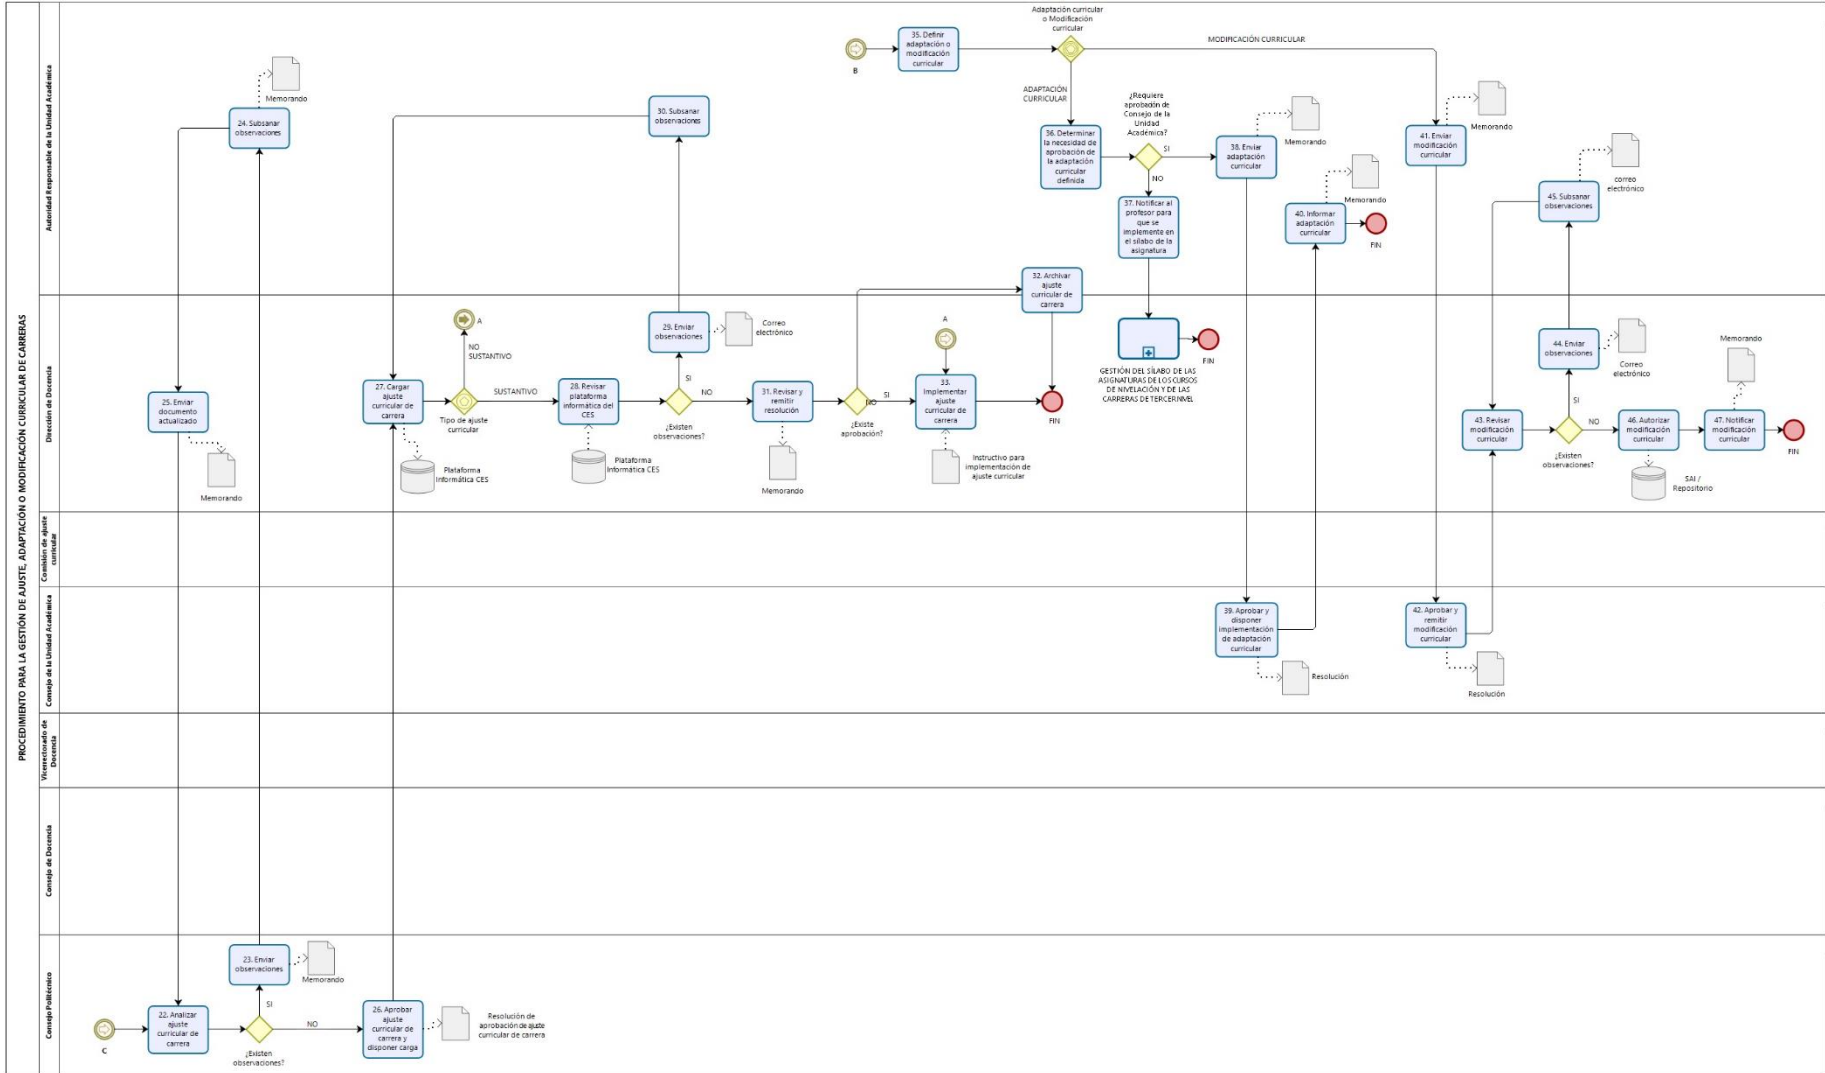 PROCEDIMIENTO PARA LA GESTIÓN DE AJUSTE, ADAPTACIÓN O MODIFICACIÓN CURRICULAR DE CARRERAS
Autoridad Responsable de la Unidad Académica
Memorando
24. Subsanar
observaciones
30. Subsanar
observaciones
B
35. Definir
adaptación o
modificación
curricular
Adaptación curricular
o Modificación
curricular
MODIFICACIÓN CURRICULAR
ADAPTACIÓN
CURRICULAR
36. Determinar
la necesidad de
aprobación de
la adaptación
curricular
definida
¿Requiere
aprobación de
Consejo de la
Unidad
Académica?
SI
NO
37. Notificar al
profesor para
que se
implemente en
el sílabo de la
asignatura
38. Enviar
adaptación
curricular
Memorando
40. Informar
adaptación
curricular
Memorando
FIN
41. Enviar
modificación
curricular
Memorando
45. Subsanar
observaciones
correo
electrónico
32. Archivar
ajuste
curricular de
carrera
Dirección de Docencia
25. Enviar
documento
actualizado
Memorando
27. Cargar
ajuste
curricular de
carrera
Plataforma
Informática CES
A
NO
SUSTANTIVO
SUSTANTIVO
Tipo de ajuste
curricular
28. Revisar
plataforma
informática del
CES
Plataforma
Informática CES
29. Enviar
observaciones
Correo
electrónico
SI
NO
¿Existen
observaciones?
31. Revisar y
remitir
resolución
Memorando
NO
SI
¿Existe
aprobación?
A
33.
Implementar
ajuste
curricular de
carrera
Instructivo para
implementación de
ajuste curricular
FIN
GESTIÓN DEL SÍLABO DE LAS
ASIGNATURAS DE LOS CURSOS
DE NIVELACIÓN Y DE LAS
CARRERAS DE TERCER NIVEL
FIN
43. Revisar
modificación
curricular
44. Enviar
observaciones
Correo
electrónico
SI
NO
¿Existen
observaciones?
46. Autorizar
modificación
curricular
SAI /
Repositorio
47. Notificar
modificación
curricular
Memorando
FIN
Comisión de ajuste
curricular
Consejo de la Unidad Académica
39. Aprobar y
disponer
implementación
de adaptación
curricular
Resolución
42. Aprobar y
remitir
modificación
curricular
Resolución
Vicerrectorado de
Docencia
Consejo de Docencia
Consejo Politécnico
C
22. Analizar
ajuste
curricular de
carrera
23. Enviar
observaciones
Memorando
SI
NO
¿Existen
observaciones?
26. Aprobar
ajuste
curricular de
carrera y
disponer carga
Resolución de
aprobación de ajuste
curricular de carrera